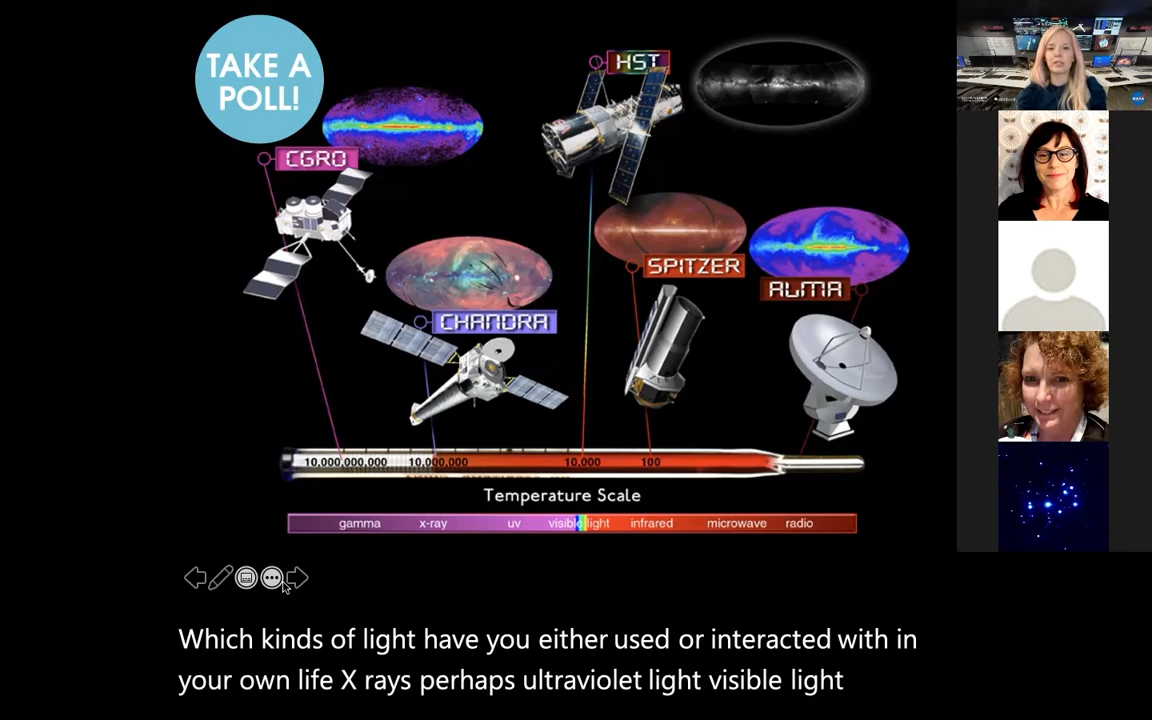 TAKE A
POLL!
HST
CGRO
SPITZER
ALMA
CHANDRA
10,000,000,000 10,000,000 10,000 100
Temperature Scale
gamma x-ray uv visible light infrared microwave radio
Which kinds of light have you either used or interacted with in
your own life X rays perhaps ultraviolet light visible light